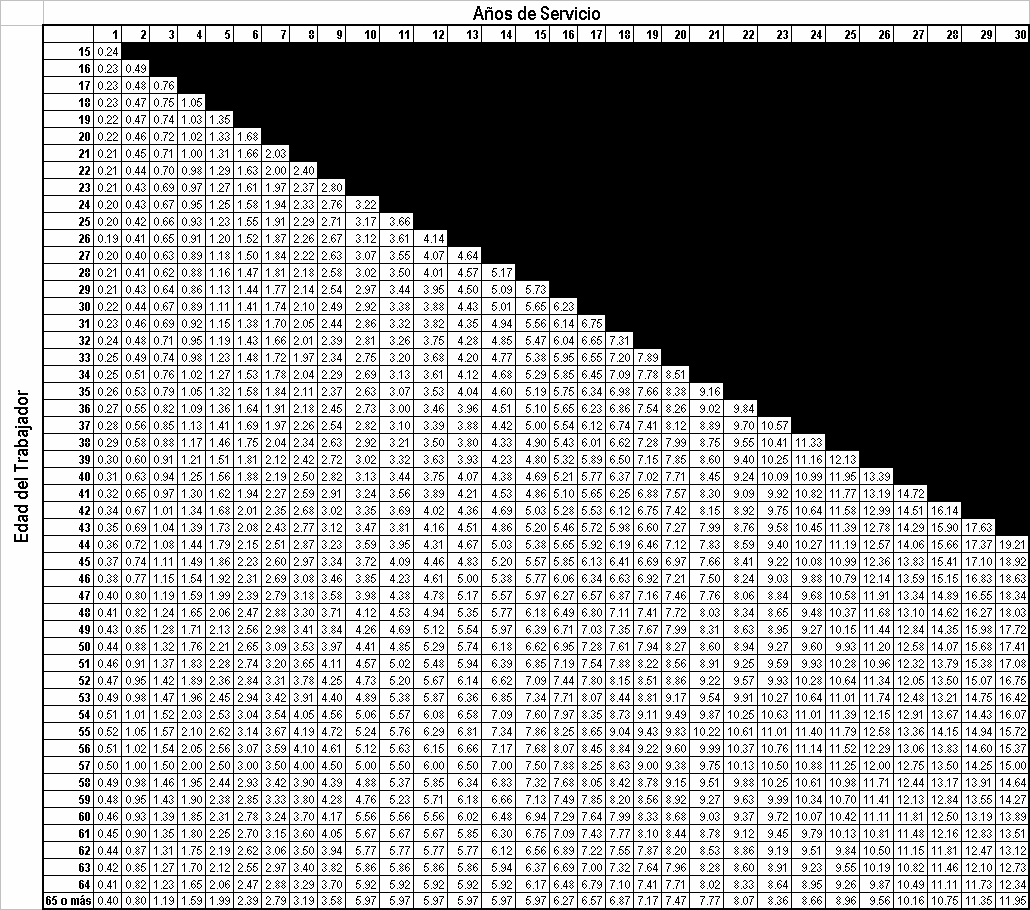 Años de Servicio
1 2 3 4 5 6 7 8 9 10 11 12 13 14 15 16 17 18 19 20 21 22 23 24 25 26 27 28 29 30
Edad del Trabajador
15 0.24
16 0.23 0.49
17 0.23 0.48 0.76
18 0.23 0.47 0.75 1.05
19 0.22 0.47 0.74 1.03 1.35
20 0.22 0.46 0.72 1.02 1.33 1.68
21 0.21 0.45 0.71 1.00 1.31 1.66 2.03
22 0.21 0.44 0.70 0.98 1.29 1.63 2.00 2.40
23 0.21 0.43 0.69 0.97 1.27 1.61 1.97 2.37 2.80
24 0.20 0.43 0.67 0.95 1.25 1.58 1.94 2.33 2.76 3.22
25 0.20 0.42 0.66 0.93 1.23 1.55 1.91 2.29 2.71 3.17 3.66
26 0.19 0.41 0.65 0.91 1.20 1.52 1.87 2.26 2.67 3.12 3.61 4.14
27 0.20 0.40 0.63 0.89 1.18 1.50 1.84 2.22 2.63 3.07 3.55 4.07 4.64
28 0.21 0.41 0.62 0.88 1.16 1.47 1.81 2.18 2.58 3.02 3.50 4.01 4.57 5.17
29 0.21 0.43 0.64 0.86 1.13 1.44 1.77 2.14 2.54 2.97 3.44 3.95 4.50 5.09 5.73
30 0.22 0.44 0.67 0.89 1.11 1.41 1.74 2.10 2.49 2.92 3.38 3.88 4.43 5.01 5.65 6.23
31 0.23 0.46 0.69 0.92 1.15 1.38 1.70 2.05 2.44 2.86 3.32 3.82 4.35 4.94 5.56 6.14 6.75
32 0.24 0.48 0.71 0.95 1.19 1.43 1.66 2.01 2.39 2.81 3.26 3.75 4.28 4.85 5.47 6.04 6.65 7.31
33 0.25 0.49 0.74 0.98 1.23 1.48 1.72 1.97 2.34 2.75 3.20 3.68 4.20 4.77 5.38 5.95 6.55 7.20 7.89
34 0.25 0.51 0.76 1.02 1.27 1.53 1.78 2.04 2.29 2.69 3.13 3.61 4.12 4.68 5.29 5.85 6.45 7.09 7.78 8.51
35 0.26 0.53 0.79 1.05 1.32 1.58 1.84 2.11 2.37 2.63 3.07 3.53 4.04 4.60 5.19 5.75 6.34 6.98 7.66 8.38 9.16
36 0.27 0.55 0.82 1.09 1.36 1.64 1.91 2.18 2.45 2.73 3.00 3.46 3.96 4.51 5.10 5.65 6.23 6.86 7.54 8.26 9.02 9.84
37 0.28 0.56 0.85 1.13 1.41 1.69 1.97 2.26 2.54 2.82 3.10 3.39 3.88 4.42 5.00 5.54 6.12 6.74 7.41 8.12 8.89 9.70 10.57
38 0.29 0.58 0.88 1.17 1.46 1.75 2.04 2.34 2.63 2.92 3.21 3.50 3.80 4.33 4.90 5.43 6.01 6.62 7.28 7.99 8.75 9.55 10.41 11.33
39 0.30 0.60 0.91 1.21 1.51 1.81 2.12 2.42 2.72 3.02 3.32 3.63 3.93 4.23 4.80 5.32 5.89 6.50 7.15 7.85 8.60 9.40 10.25 11.16 12.13
40 0.31 0.63 0.94 1.25 1.56 1.88 2.19 2.50 2.82 3.13 3.44 3.75 4.07 4.38 4.69 5.21 5.77 6.37 7.02 7.71 8.45 9.24 10.09 10.99 11.95 13.39
41 0.32 0.65 0.97 1.30 1.62 1.94 2.27 2.59 2.91 3.24 3.56 3.89 4.21 4.53 4.86 5.10 5.65 6.25 6.88 7.57 8.30 9.09 9.92 10.82 11.77 13.19 14.72
42 0.34 0.67 1.01 1.34 1.68 2.01 2.35 2.68 3.02 3.35 3.69 4.02 4.36 4.69 5.03 5.28 5.53 6.12 6.75 7.42 8.15 8.92 9.75 10.64 11.58 12.99 14.51 16.14
43 0.35 0.69 1.04 1.39 1.73 2.08 2.43 2.77 3.12 3.47 3.81 4.16 4.51 4.86 5.20 5.46 5.72 5.98 6.60 7.27 7.99 8.76 9.58 10.45 11.39 12.78 14.29 15.90 17.63
44 0.36 0.72 1.08 1.44 1.79 2.15 2.51 2.87 3.23 3.59 3.95 4.31 4.67 5.03 5.38 5.65 5.92 6.19 6.46 7.12 7.83 8.59 9.40 10.27 11.19 12.57 14.06 15.66 17.37 19.21
45 0.37 0.74 1.11 1.49 1.86 2.23 2.60 2.97 3.34 3.72 4.09 4.46 4.83 5.20 5.57 5.85 6.13 6.41 6.69 6.97 7.66 8.41 9.22 10.08 10.99 12.36 13.83 15.41 17.10 18.92
46 0.38 0.77 1.15 1.54 1.92 2.31 2.69 3.08 3.46 3.85 4.23 4.61 5.00 5.38 5.77 6.06 6.34 6.63 6.92 7.21 7.50 8.24 9.03 9.88 10.79 12.14 13.59 15.15 16.83 18.63
47 0.40 0.80 1.19 1.59 1.99 2.39 2.79 3.18 3.58 3.98 4.38 4.78 5.17 5.57 5.97 6.27 6.57 6.87 7.16 7.46 7.76 8.06 8.84 9.68 10.58 11.91 13.34 14.89 16.55 18.34
48 0.41 0.82 1.24 1.65 2.06 2.47 2.88 3.30 3.71 4.12 4.53 4.94 5.35 5.77 6.18 6.49 6.80 7.11 7.41 7.72 8.03 8.34 8.65 9.48 10.37 11.68 13.10 14.62 16.27 18.03
49 0.43 0.85 1.28 1.71 2.13 2.56 2.98 3.41 3.84 4.26 4.69 5.12 5.54 5.97 6.39 6.71 7.03 7.35 7.67 7.99 8.31 8.63 8.95 9.27 10.15 11.44 12.84 14.35 15.98 17.72
50 0.44 0.88 1.32 1.76 2.21 2.65 3.09 3.53 3.97 4.41 4.85 5.29 5.74 6.18 6.62 6.95 7.28 7.61 7.94 8.27 8.60 8.94 9.27 9.60 9.93 11.20 12.58 14.07 15.68 17.41
51 0.46 0.91 1.37 1.83 2.28 2.74 3.20 3.65 4.11 4.57 5.02 5.48 5.94 6.39 6.85 7.19 7.54 7.88 8.22 8.56 8.91 9.25 9.59 9.93 10.28 10.96 12.32 13.79 15.38 17.08
52 0.47 0.95 1.42 1.89 2.36 2.84 3.31 3.78 4.25 4.73 5.20 5.67 6.14 6.62 7.09 7.44 7.80 8.15 8.51 8.86 9.22 9.57 9.93 10.28 10.64 11.34 12.05 13.50 15.07 16.75
53 0.49 0.98 1.47 1.96 2.45 2.94 3.42 3.91 4.40 4.89 5.38 5.87 6.36 6.85 7.34 7.71 8.07 8.44 8.81 9.17 9.54 9.91 10.27 10.64 11.01 11.74 12.48 13.21 14.75 16.42
54 0.51 1.01 1.52 2.03 2.53 3.04 3.54 4.05 4.56 5.06 5.57 6.08 6.58 7.09 7.60 7.97 8.35 8.73 9.11 9.49 9.87 10.25 10.63 11.01 11.39 12.15 12.91 13.67 14.43 16.07
55 0.52 1.05 1.57 2.10 2.62 3.14 3.67 4.19 4.72 5.24 5.76 6.29 6.81 7.34 7.86 8.25 8.65 9.04 9.43 9.83 10.22 10.61 11.01 11.40 11.79 12.58 13.36 14.15 14.94 15.72
56 0.51 1.02 1.54 2.05 2.56 3.07 3.59 4.10 4.61 5.12 5.63 6.15 6.66 7.17 7.68 8.07 8.45 8.84 9.22 9.60 9.99 10.37 10.76 11.14 11.52 12.29 13.06 13.83 14.60 15.37
57 0.50 1.00 1.50 2.00 2.50 3.00 3.50 4.00 4.50 5.00 5.50 6.00 6.50 7.00 7.50 7.88 8.25 8.63 9.00 9.38 9.75 10.13 10.50 10.88 11.25 12.00 12.75 13.50 14.25 15.00
58 0.49 0.98 1.46 1.95 2.44 2.93 3.42 3.90 4.39 4.88 5.37 5.85 6.34 6.83 7.32 7.68 8.05 8.42 8.78 9.15 9.51 9.88 10.25 10.61 10.98 11.71 12.44 13.17 13.91 14.64
59 0.48 0.95 1.43 1.90 2.38 2.85 3.33 3.80 4.28 4.76 5.23 5.71 6.18 6.66 7.13 7.49 7.85 8.20 8.56 8.92 9.27 9.63 9.99 10.34 10.70 11.41 12.13 12.84 13.55 14.27
60 0.46 0.93 1.39 1.85 2.31 2.78 3.24 3.70 4.17 5.56 5.56 5.56 6.02 6.48 6.94 7.29 7.64 7.99 8.33 8.68 9.03 9.37 9.72 10.07 10.42 11.11 11.81 12.50 13.19 13.89
61 0.45 0.90 1.35 1.80 2.25 2.70 3.15 3.60 4.05 5.67 5.67 5.67 5.85 6.30 6.75 7.09 7.43 7.77 8.10 8.44 8.78 9.12 9.45 9.79 10.13 10.81 11.48 12.16 12.83 13.51
62 0.44 0.87 1.31 1.75 2.19 2.62 3.06 3.50 3.94 5.77 5.77 5.77 5.77 6.12 6.56 6.89 7.22 7.55 7.87 8.20 8.53 8.86 9.19 9.51 9.84 10.50 11.15 11.81 12.47 13.12
63 0.42 0.85 1.27 1.70 2.12 2.55 2.97 3.40 3.82 5.86 5.86 5.86 5.86 5.94 6.37 6.69 7.00 7.32 7.64 7.96 8.28 8.60 8.91 9.23 9.55 10.19 10.82 11.46 12.10 12.73
64 0.41 0.82 1.23 1.65 2.06 2.47 2.88 3.29 3.70 5.92 5.92 5.92 5.92 5.92 6.17 6.48 6.79 7.10 7.41 7.71 8.02 8.33 8.64 8.95 9.26 9.87 10.49 11.11 11.73 12.34
65 o más 0.40 0.80 1.19 1.59 1.99 2.39 2.79 3.19 3.58 5.97 5.97 5.97 5.97 5.97 5.97 6.27 6.57 6.87 7.17 7.47 7.77 8.07 8.36 8.66 8.96 9.56 10.16 10.75 11.35 11.95